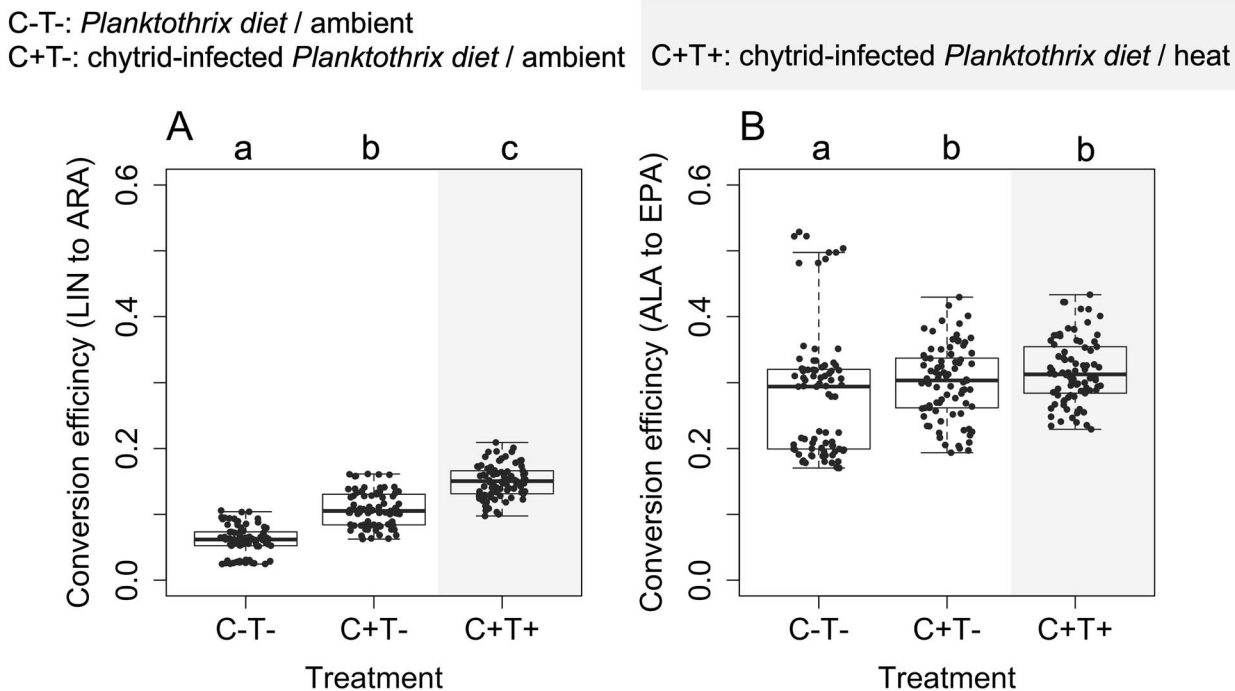 C-T-: Planktothrix diet / ambient
C+T-: chytrid-infected Planktothrix diet / ambient
C+T+: chytrid-infected Planktothrix diet / heat
A
a b c
Conversion efficincy (LIN to ARA)
0.6
0.4
0.2
0.0
C-T- C+T- C+T+
Treatment
B
a b b
Conversion efficincy (ALA to EPA)
0.6
0.4
0.2
0.0
C-T- C+T- C+T+
Treatment